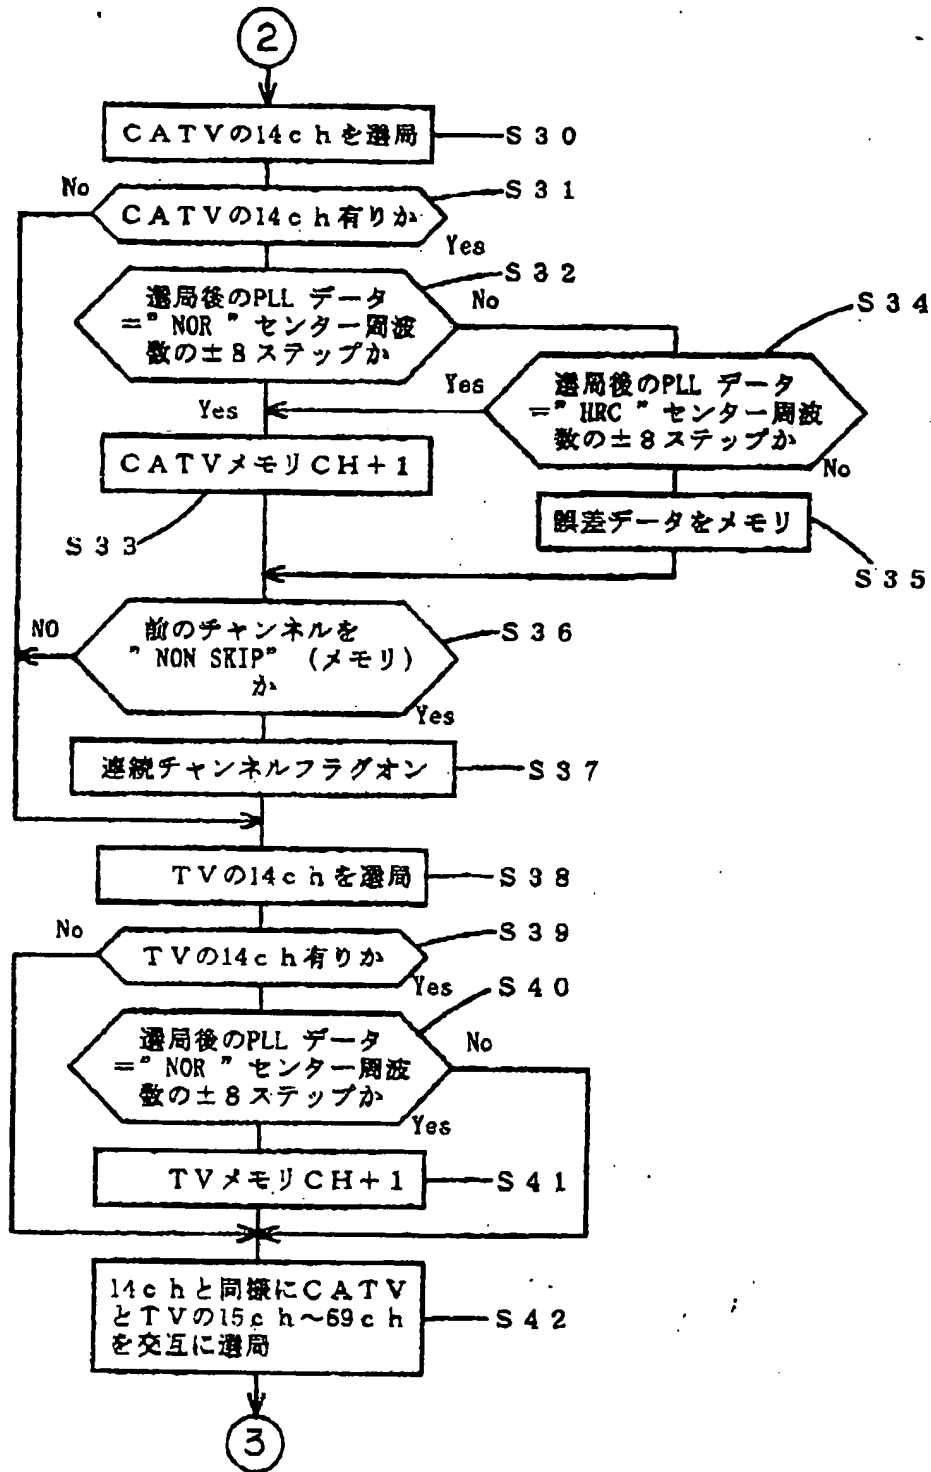 2
CATVの14chを選局
S30
No
CATVの14ch有りか
S31
Yes
選局後のPLL データ
=" NOR " センター周波
数の±8ステップか
S32
No
Yes
選局後のPLL データ
=" HRC " センター周波
数の±8ステップか
S34
Yes
No
CATVメモリCH+1
S33
誤差データをメモリ
S35
前のチャンネルを
" NON SKIP" (メモリ)
か
S36
NO
Yes
連続チャンネルフラグオン
S37
TVの14chを選局
S38
No
TVの14ch有りか
S39
Yes
選局後のPLL データ
=" NOR " センター周波
数の±8ステップか
S40
No
Yes
TVメモリCH+1
S41
14chと同様にCATV
とTVの15ch~69ch
を交互に選局
S42
3